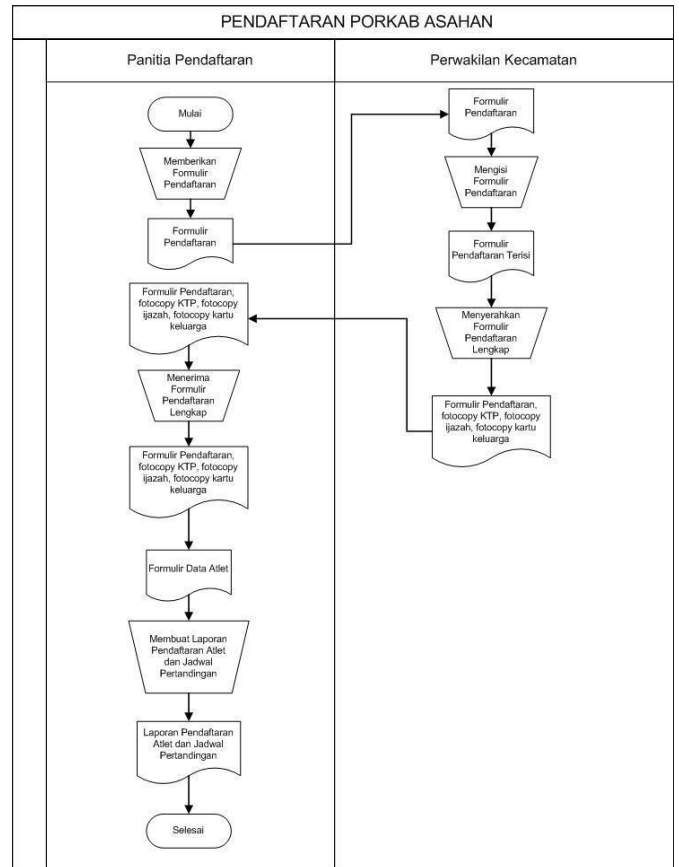 PENDAFTARAN PORKAB ASAHAN
Panitia Pendaftaran
Perwakilan Kecamatan
Mulai
Memberikan
Formulir
Pendaftaran
Formulir
Pendaftaran
Formulir
Pendaftaran
Mengisi
Formulir
Pendaftaran
Formulir
Pendaftaran Terisi
Menyerahkan
Formulir
Pendaftaran
Lengkap
Formulir Pendaftaran,
fotocopy KTP, fotocopy
ijazah, fotocopy kartu
keluarga
Formulir Pendaftaran,
fotocopy KTP, fotocopy
ijazah, fotocopy kartu
keluarga
Menerima
Formulir
Pendaftaran
Lengkap
Formulir Pendaftaran,
fotocopy KTP, fotocopy
ijazah, fotocopy kartu
keluarga
Formulir Data Atlet
Membuat Laporan
Pendaftaran Atlet
dan Jadwal
Pertandingan
Laporan Pendaftaran
Atlet dan Jadwal
Pertandingan
Selesai